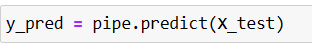 y_pred = pipe.predict(X_test)